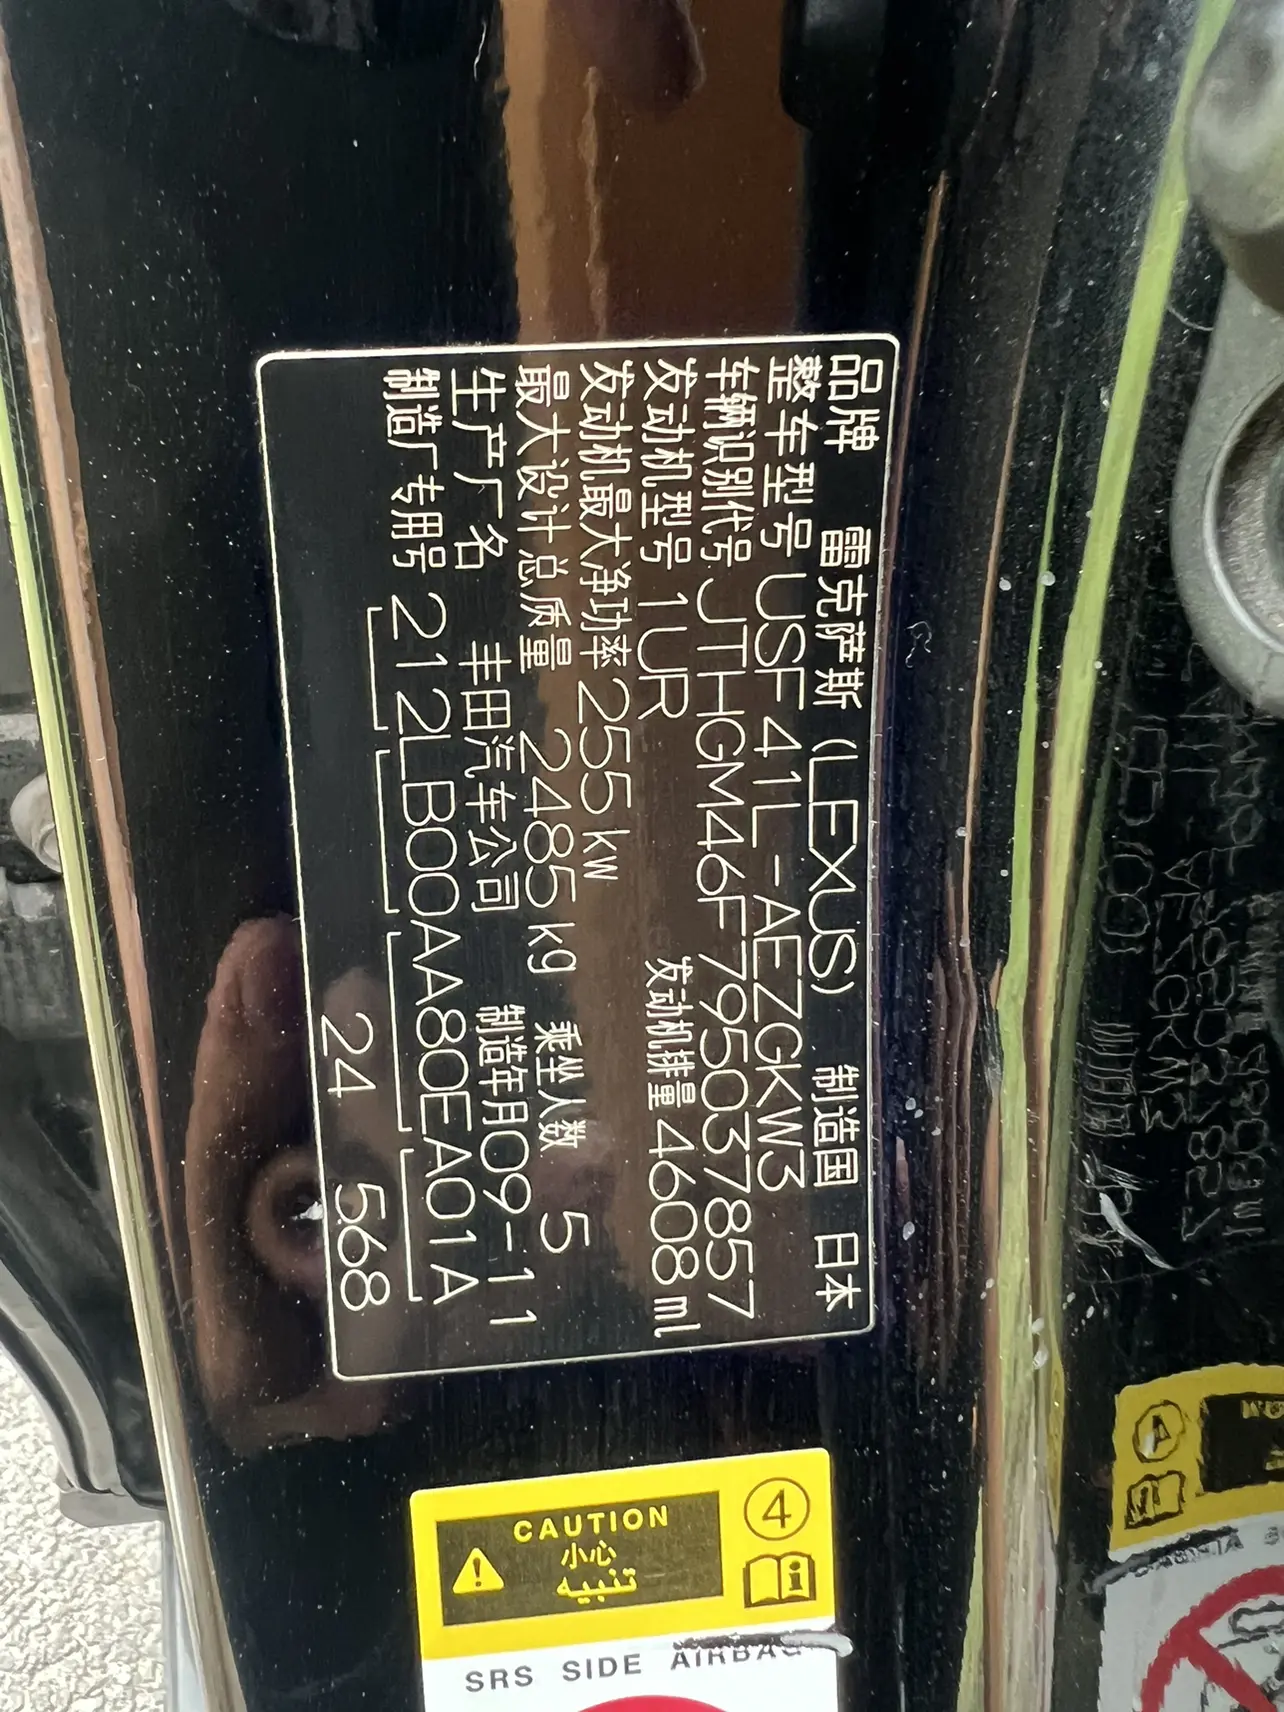 品牌 雷克萨斯 (LEXUS) 制造国 日本
整车型号 USF41L-AEZGKW3
车辆识别代号 JTHGM46F795037857
发动机型号 1UR 发动机排量 4608 ml
发动机最大净功率 255 kw
最大设计总质量 2485 kg 乘坐人数 5
生产厂名 丰田汽车公司 制造年月 09-11
制造厂专用号 212LB00AA80EA01A
24 568
4
CAUTION
小心
تنبيه
SRS SIDE AIRBAG